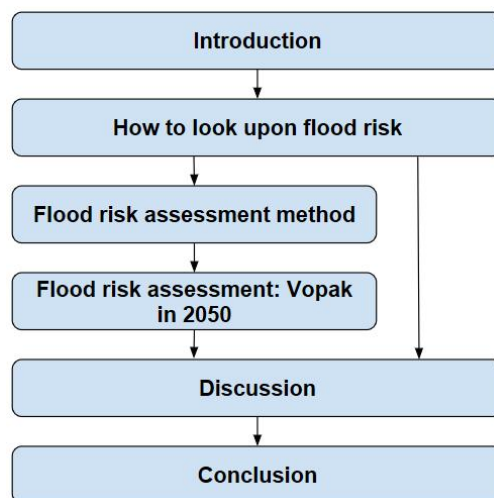 Introduction
How to look upon flood risk
Flood risk assessment method
Flood risk assessment: Vopak
in 2050
Discussion
Conclusion